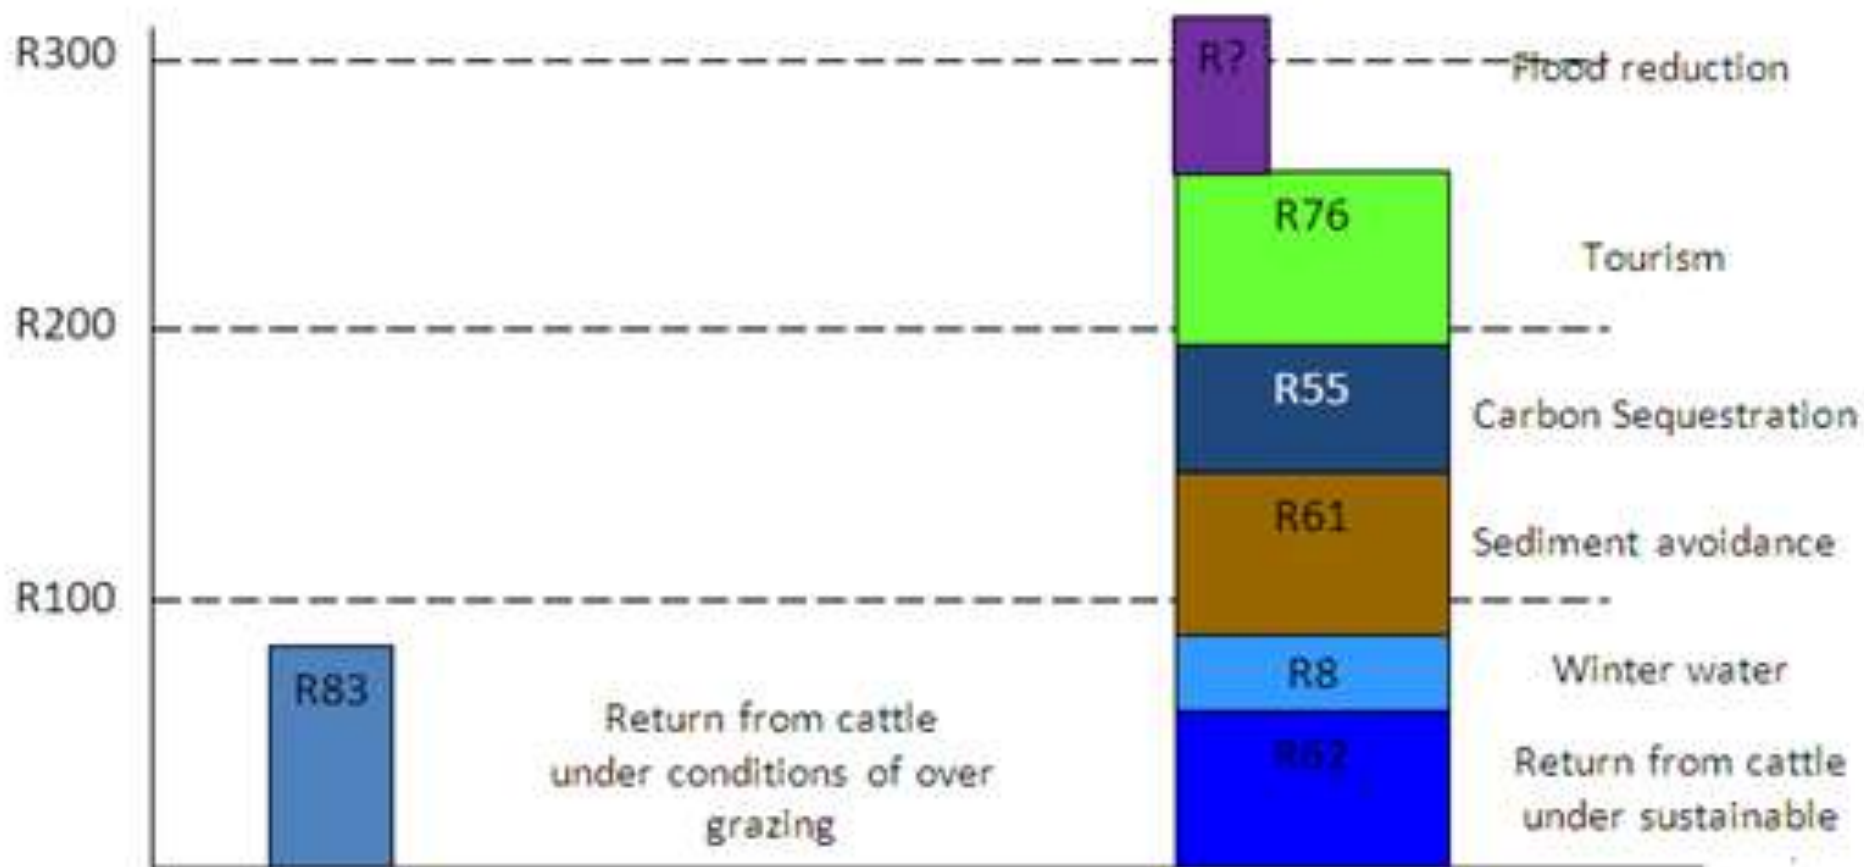 R300
R?
Flood reduction
R76
Tourism
R200
R55
Carbon Sequestration
R61
Sediment avoidance
R100
R8
Winter water
R83
Return from cattle
under conditions of over
grazing
R62
Return from cattle
under sustainable